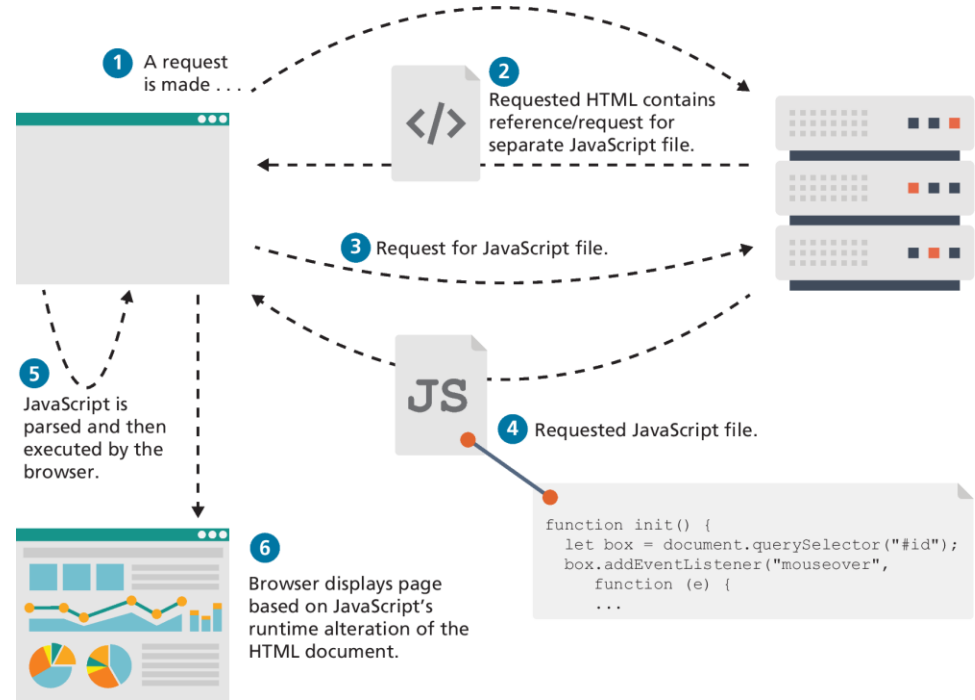 1
A request
is made . . .
</>
2
Requested HTML contains
reference/request for
separate JavaScript file.
3 Request for JavaScript file.
5
JavaScript is
parsed and then
executed by the
browser.
JS
4 Requested JavaScript file.
function init() {
let box = document.querySelector("#id");
box.addEventListener("mouseover",
function (e) {
...
6
Browser displays page
based on JavaScript's
runtime alteration of the
HTML document.